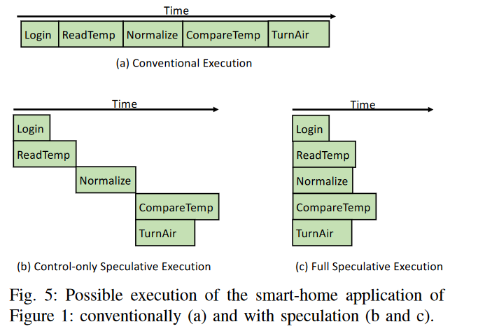 Time
Login ReadTemp Normalize CompareTemp TurnAir
(a) Conventional Execution
Time
Login
ReadTemp
Normalize
CompareTemp
TurnAir
(b) Control-only Speculative Execution
Time
Login
ReadTemp
Normalize
CompareTemp
TurnAir
(c) Full Speculative Execution
Fig. 5: Possible execution of the smart-home application of
Figure 1: conventionally (a) and with speculation (b and c).